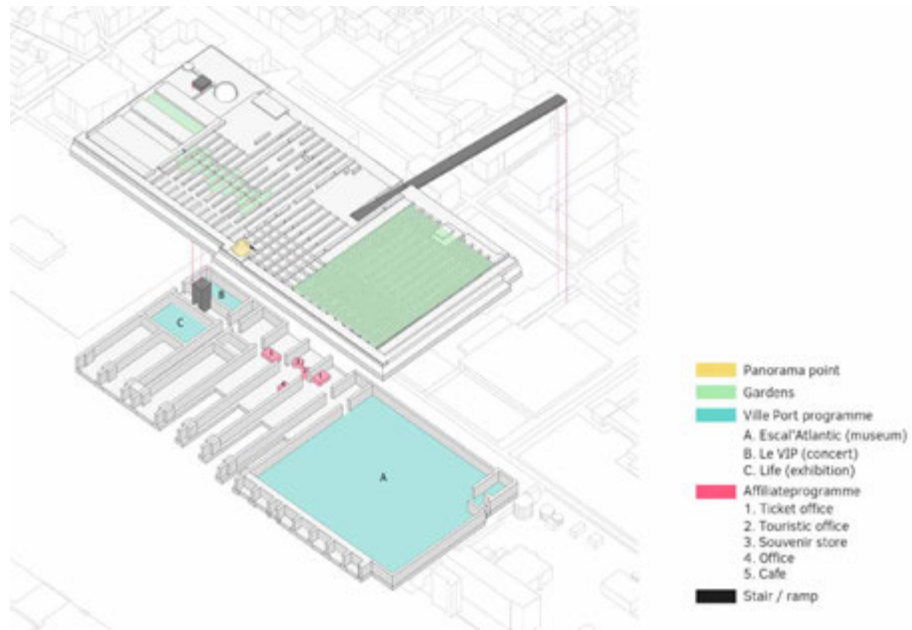 B
C
A
Panorama point
Gardens
Ville Port programme
A. Escal'Atlantic (museum)
B. Le VIP (concert)
C. Life (exhibition)
Affiliateprogramme
1. Ticket office
2. Touristic office
3. Souvenir store
4. Office
5. Cafe
Stair / ramp